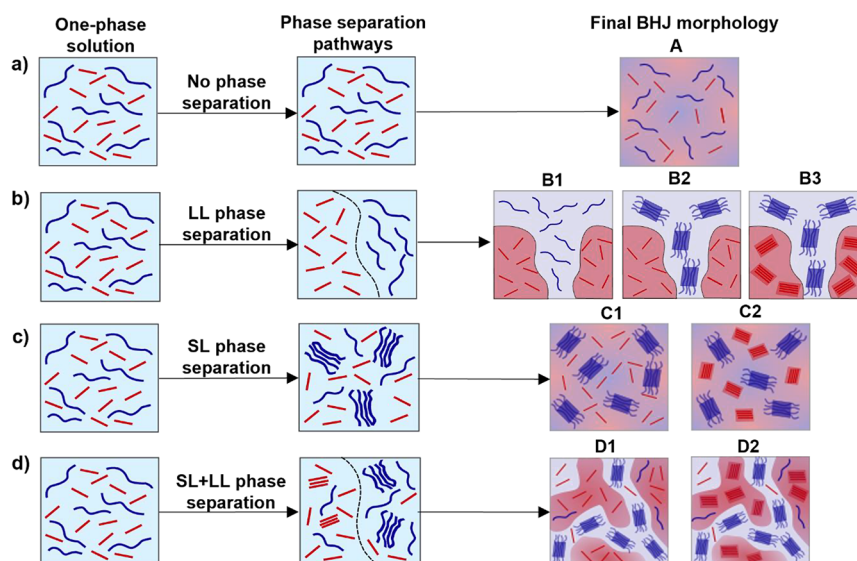 One-phase
solution
Phase separation
pathways
Final BHJ morphology
A
a)
No phase
separation
b)
LL phase
separation
B1
B2
B3
c)
SL phase
separation
C1
C2
d)
SL+LL phase
separation
D1
D2